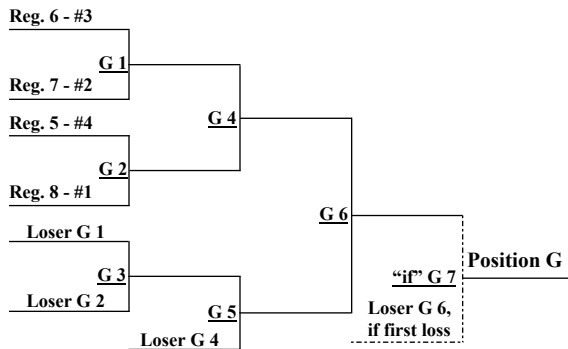 Reg. 6 - #3
G 1
Reg. 7 - #2
G 4
Reg. 5 - #4
G 2
Reg. 8 - #1
G 6
Loser G 1
G 3
Loser G 2
G 5
Loser G 4
Position G
“if” G 7
Loser G 6,
if first loss